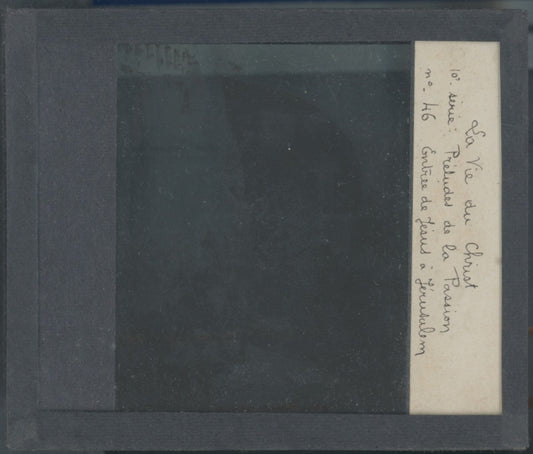 La Vie du Christ
10e série: Préludes de la Passion
no. 46 Entrée de Jésus à Jérusalem